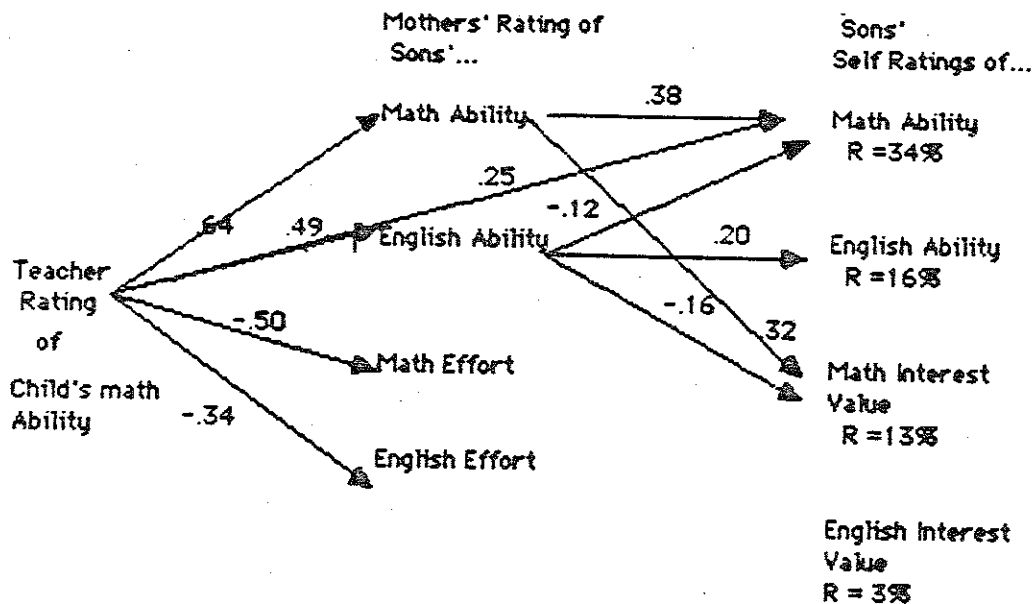 Mothers' Rating of
Sons'...
Sons'
Self Ratings of...
.38
Math Ability
Math Ability
R =34%
.25
-.12
.64
.49
English Ability
.20
English Ability
R =16%
Teacher
Rating
of
Child's math
Ability
-.50
-.16
.32
Math Effort
Math Interest
Value
R =13%
-.34
English Effort
English Interest
Value
R = 3%